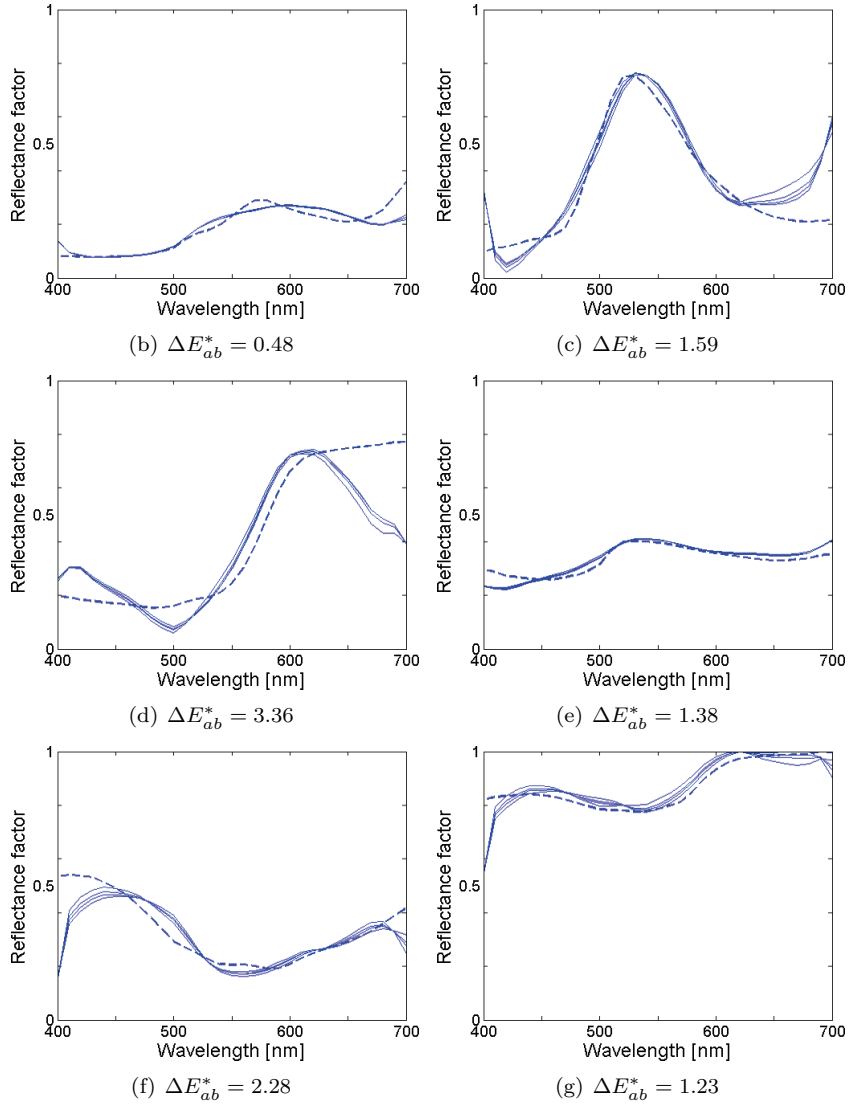 1
0.5
0
Reflectance factor
400 500 600 700
Wavelength [nm]
(b) ΔE*ab = 0.48
1
0.5
0
Reflectance factor
400 500 600 700
Wavelength [nm]
(c) ΔE*ab = 1.59
1
0.5
0
Reflectance factor
400 500 600 700
Wavelength [nm]
(d) ΔE*ab = 3.36
1
0.5
0
Reflectance factor
400 500 600 700
Wavelength [nm]
(e) ΔE*ab = 1.38
1
0.5
0
Reflectance factor
400 500 600 700
Wavelength [nm]
(f) ΔE*ab = 2.28
1
0.5
0
Reflectance factor
400 500 600 700
Wavelength [nm]
(g) ΔE*ab = 1.23